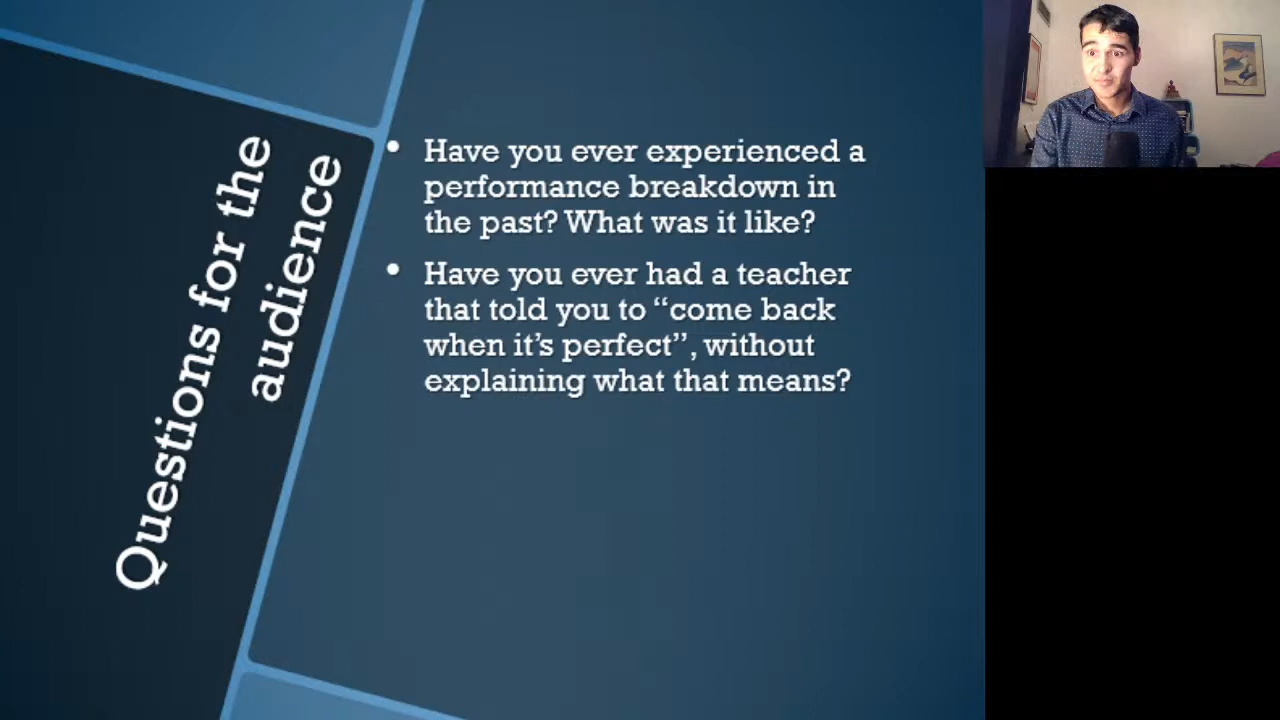 Questions for the
audience
• Have you ever experienced a
performance breakdown in
the past? What was it like?
• Have you ever had a teacher
that told you to “come back
when it’s perfect”, without
explaining what that means?